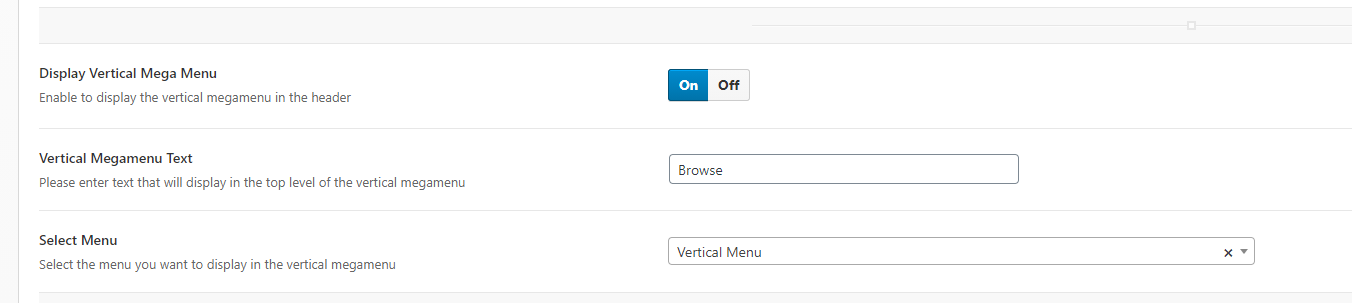 Display Vertical Mega Menu
On Off
Enable to display the vertical megamenu in the header
Vertical Megamenu Text
Please enter text that will display in the top level of the vertical megamenu
Browse
Select Menu
Select the menu you want to display in the vertical megamenu
Vertical Menu